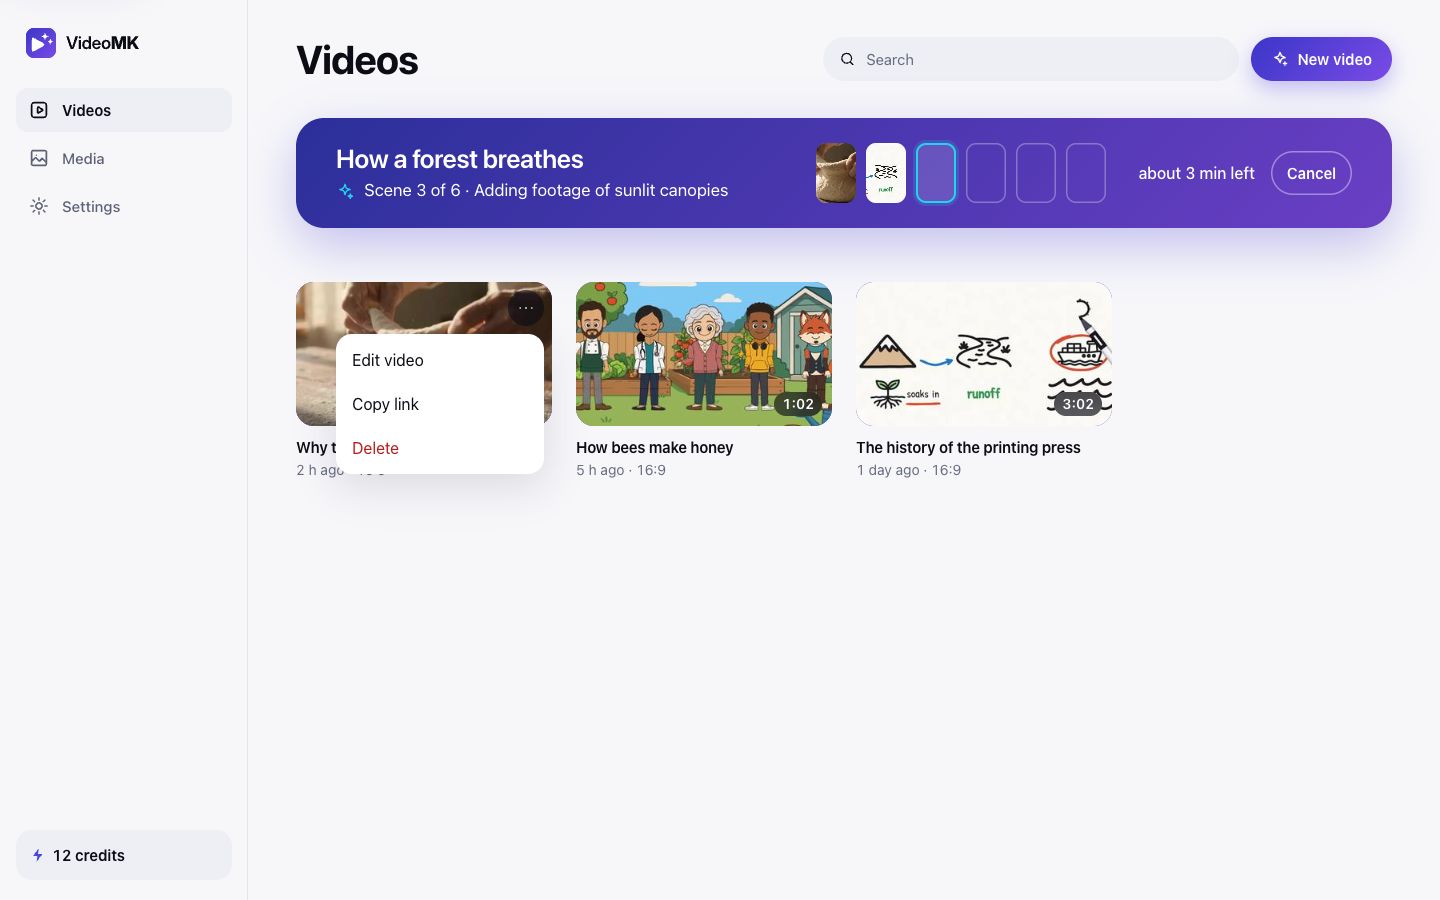 VideoMK
Videos
Media
Settings
12 credits
Videos
Search
New video
How a forest breathes
Scene 3 of 6 · Adding footage of sunlit canopies
runoff
about 3 min left
Cancel
...
Edit video
Copy link
Delete
Why
2 h ago
1:02
How bees make honey
5 h ago · 16:9
soaks in
runoff
3:02
The history of the printing press
1 day ago · 16:9